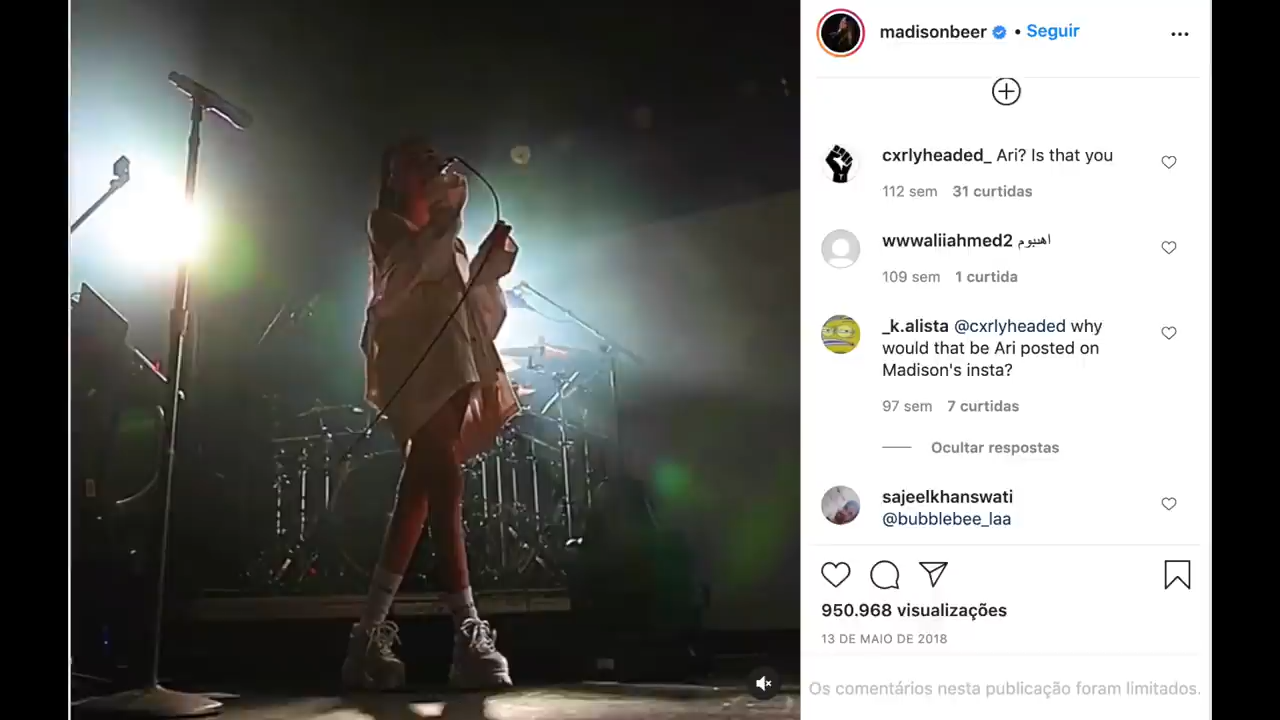 madisonbeer • Seguir
cxrlyheaded_ Ari? Is that you
112 sem 31 curtidas
wwwaliiahmed2 اهىبوم
109 sem 1 curtida
_k.alista @cxrlyheaded why
would that be Ari posted on
Madison's insta?
97 sem 7 curtidas
Ocultar respostas
sajeelkhanswati
@bubblebee_laa
950.968 visualizações
13 DE MAIO DE 2018
Os comentários nesta publicação foram limitados.